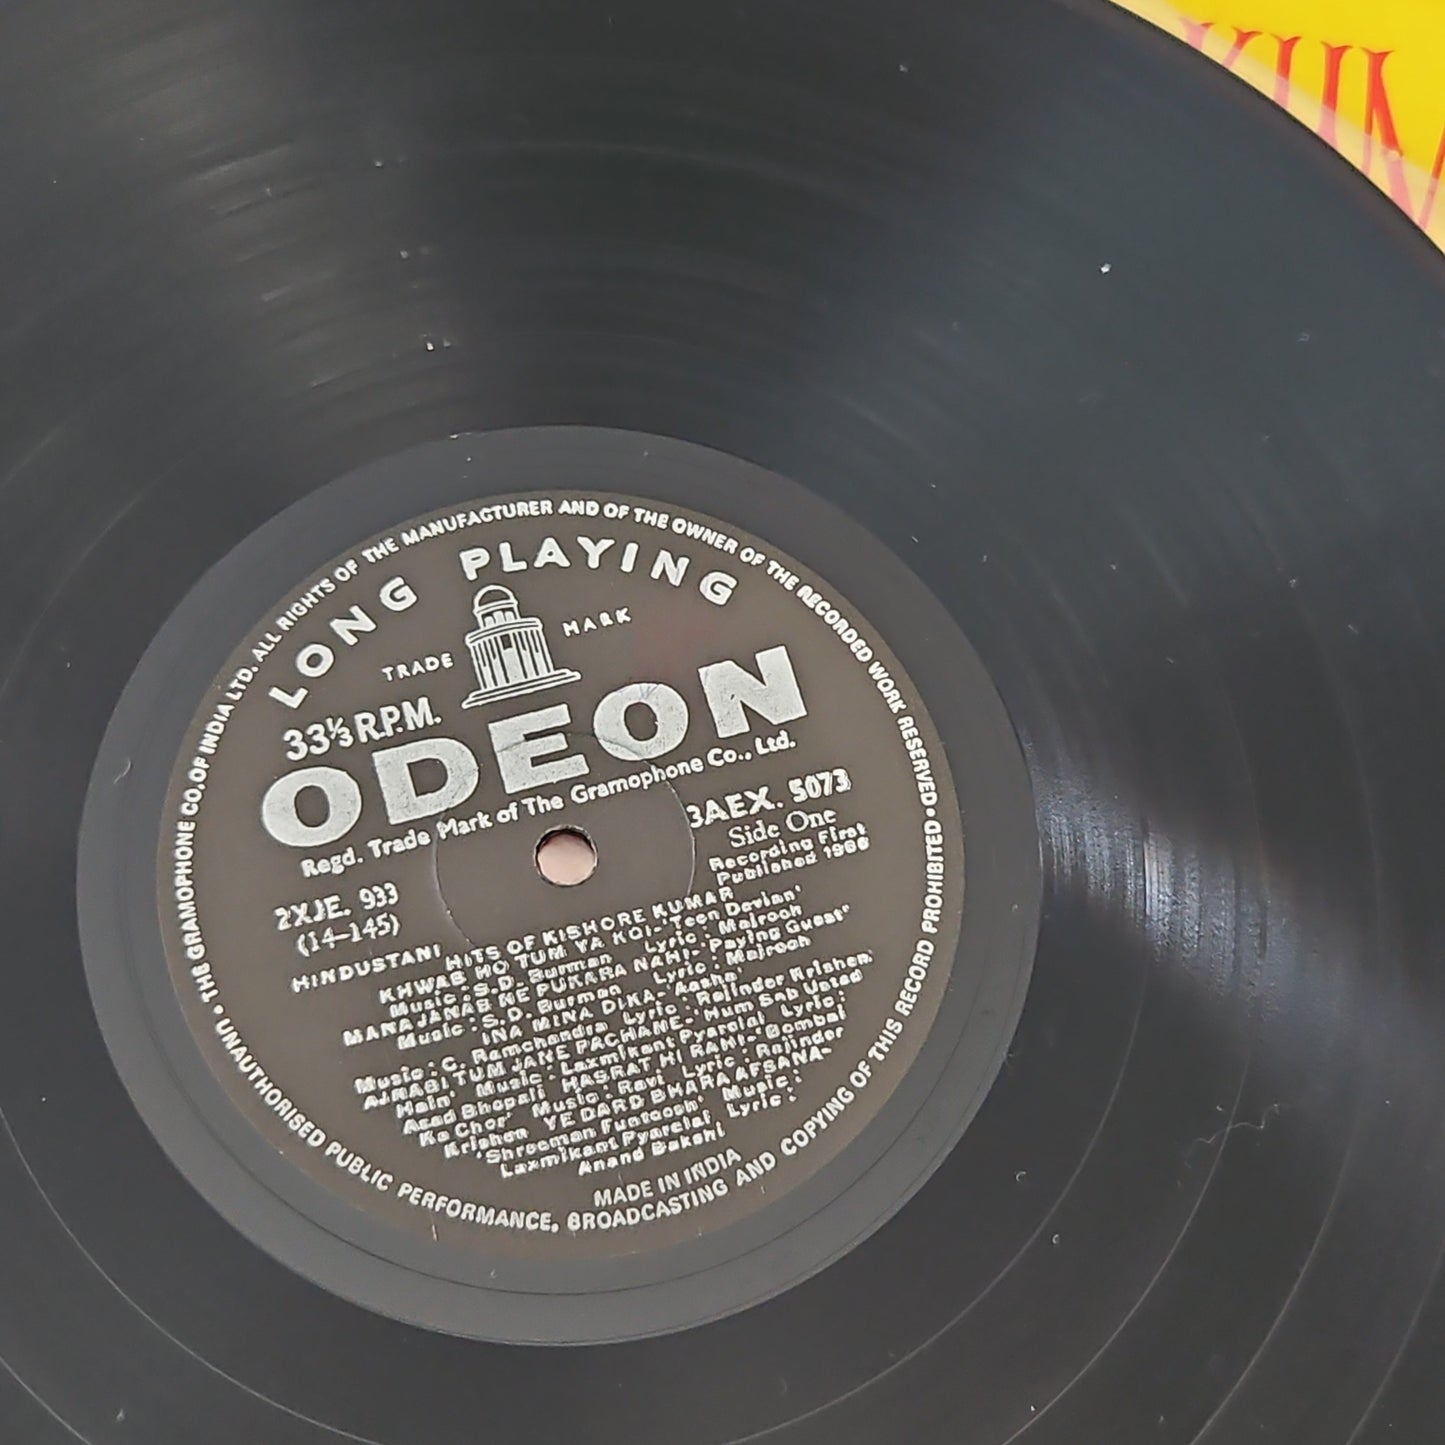 KUM
THE GRAMOPHONE CO. OF INDIA LTD. ALL RIGHTS OF THE MANUFACTURER AND OF THE OWNER OF THE RECORDED WORK RESERVED •
UNAUTHORISED PUBLIC PERFORMANCE, BROADCASTING AND COPYING OF THIS RECORD PROHIBITED •
LONG PLAYING
TRADE MARK
33⅓ R.P.M.
ODEON
Regd. Trade Mark of The Gramophone Co., Ltd.
3AEX. 5073
Side One
Recording First
Published 1966
2XJE. 933
(14-145)
HINDUSTANI
HITS OF KISHORE KUMAR
KHWAB HO TUM YA KOI-'Teen Devian'
Music: S.D. Burman Lyric: Majrooh
MANA JANAB NE PUKARA NAHI-'Paying Guest'
Music: S.D. Burman Lyric: Majrooh
INA MINA DIKA-'Aasha'
Music: C. Ramchandra Lyric: Rajinder Krishen
AJNABI TUM JANE PACHANE-'Hum Sab Ustad
Hain' Music: Laxmikant Pyarelal Lyric:
Asad Bhopali HASRAT HI RAHI-'Bombai
Ka Chor' Music: Ravi Lyric: Rajinder
Krishen YE DARD BHARA AFSANA-
'Shreeman Funtoosh' Music:
Laxmikant Pyarelal Lyric:
Anand Bakshi
MADE IN INDIA